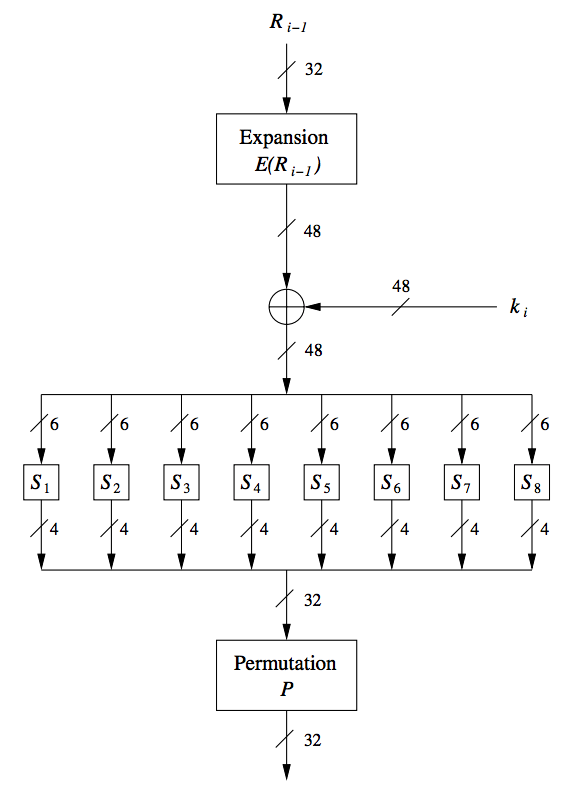 R i-1
32
Expansion
E(R i-1)
48
48
k i
48
6 6 6 6 6 6 6 6
S1 S2 S3 S4 S5 S6 S7 S8
4 4 4 4 4 4 4 4
32
Permutation
P
32